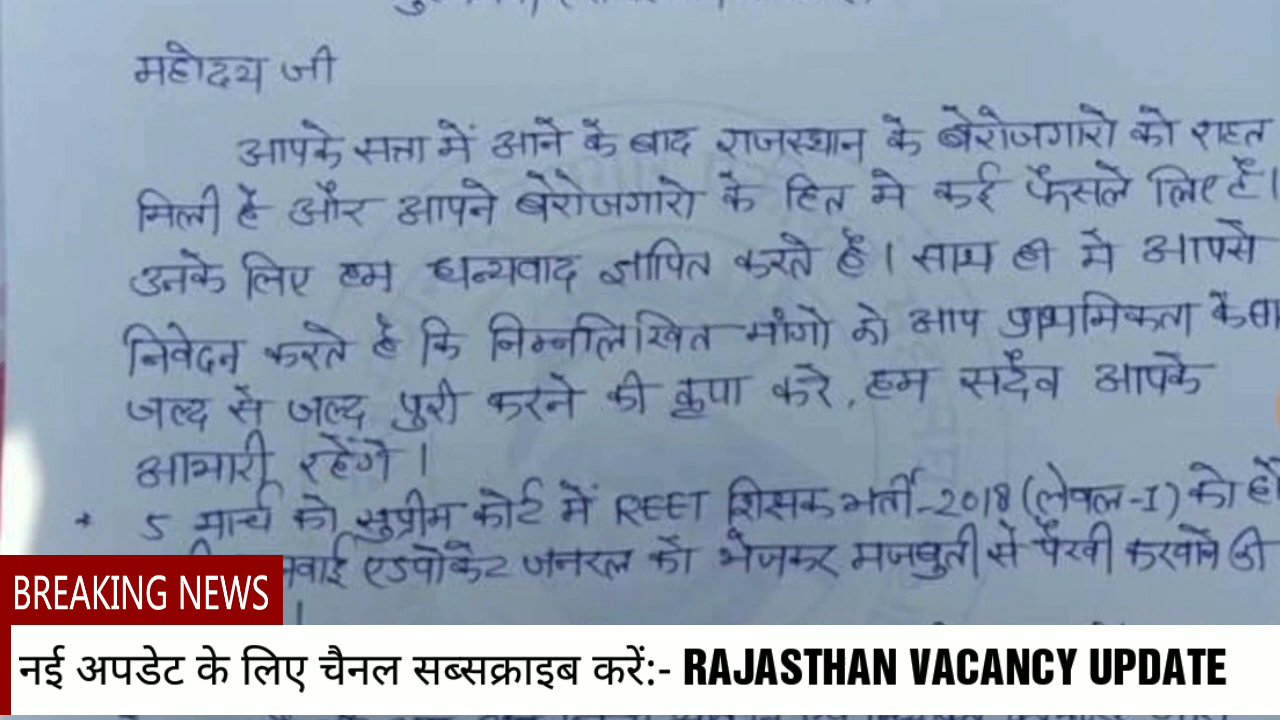 महोदय जी
आपके सत्ता में आने के बाद राजस्थान के बेरोजगारो को राहत
मिली है और आपने बेरोजगारो के हित मे कई फैसले लिए है।
उनके लिए हम धन्यवाद ज्ञापित करते है। साथ ही मे आपसे
निवेदन करते है कि निम्नलिखित मांगो को आप प्राथमिकता के
जल्द से जल्द पुरी करने की कृपा करे, हम सदैव आपके
आभारी रहेंगे।
* 5 मार्च को सुप्रीम कोर्ट में REET शिसक भर्ती-2018 (लेवल-I) को
एडवोकेट जनरल को भेजकर मजबुती से पैरवी करवाने की
BREAKING NEWS
नई अपडेट के लिए चैनल सब्सक्राइब करें:- RAJASTHAN VACANCY UPDATE